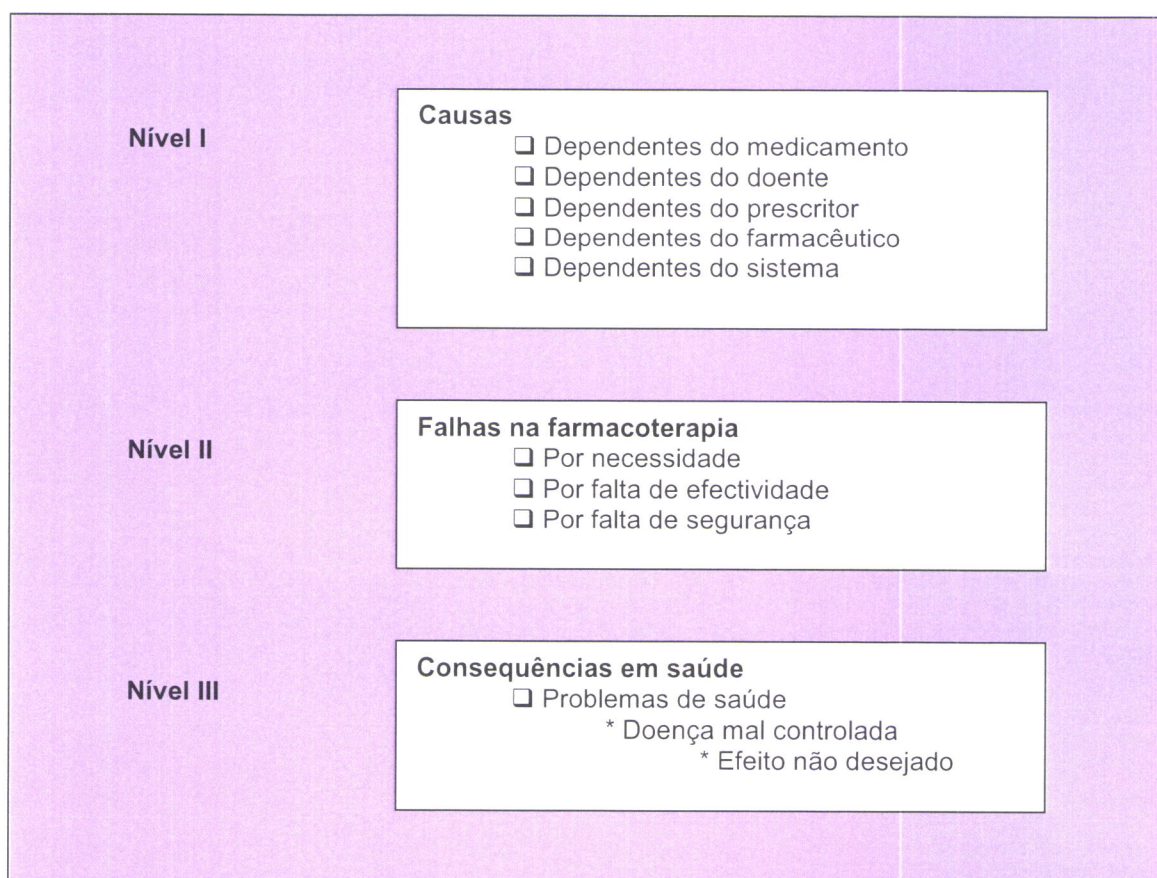 Nível I
Causas
❑ Dependentes do medicamento
❑ Dependentes do doente
❑ Dependentes do prescritor
❑ Dependentes do farmacêutico
❑ Dependentes do sistema
Nível II
Falhas na farmacoterapia
❑ Por necessidade
❑ Por falta de efectividade
❑ Por falta de segurança
Nível III
Consequências em saúde
❑ Problemas de saúde
* Doença mal controlada
* Efeito não desejado